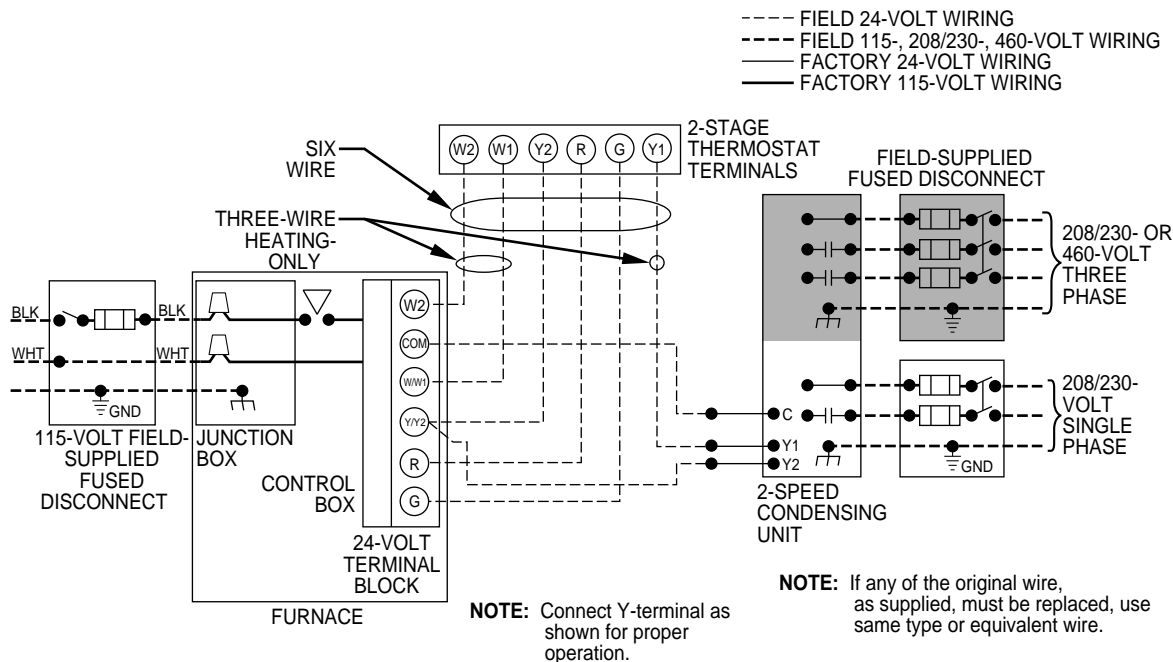 FIELD 24-VOLT WIRING
FIELD 115-, 208/230-, 460-VOLT WIRING
FACTORY 24-VOLT WIRING
FACTORY 115-VOLT WIRING
W2 W1 Y2 R G Y1
2-STAGE
THERMOSTAT
TERMINALS
SIX
WIRE
THREE-WIRE
HEATING-
ONLY
FIELD-SUPPLIED
FUSED DISCONNECT
208/230- OR
460-VOLT
THREE
PHASE
BLK
BLK
WHT
WHT
GND
115-VOLT FIELD-
SUPPLIED
FUSED
DISCONNECT
JUNCTION
BOX
CONTROL
BOX
W2
COM
W/W1
Y/Y2
R
G
24-VOLT
TERMINAL
BLOCK
FURNACE
C
Y1
Y2
GND
208/230-
VOLT
SINGLE
PHASE
2-SPEED
CONDENSING
UNIT
NOTE: Connect Y-terminal as
shown for proper
operation.
NOTE: If any of the original wire,
as supplied, must be replaced, use
same type or equivalent wire.